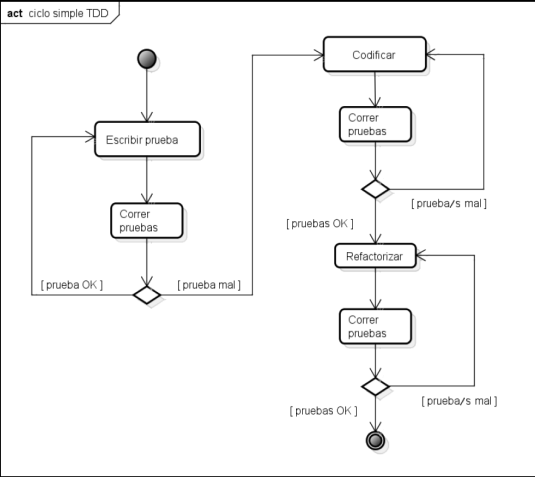 act ciclo simple TDD
Escribir prueba
Correr
pruebas
[ prueba OK ]
[ prueba mal ]
Codificar
Correr
pruebas
[ prueba/s mal ]
[ pruebas OK ]
Refactorizar
Correr
pruebas
[ prueba/s mal ]
[ pruebas OK ]